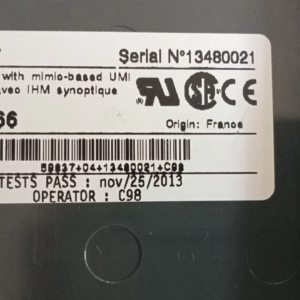 Serial N°13480021
with mimic-based UMI
avec IHM synoptique
66
Origin: France
59837+04+13480021+C98
TESTS PASS : nov/25/2013
OPERATOR : C98